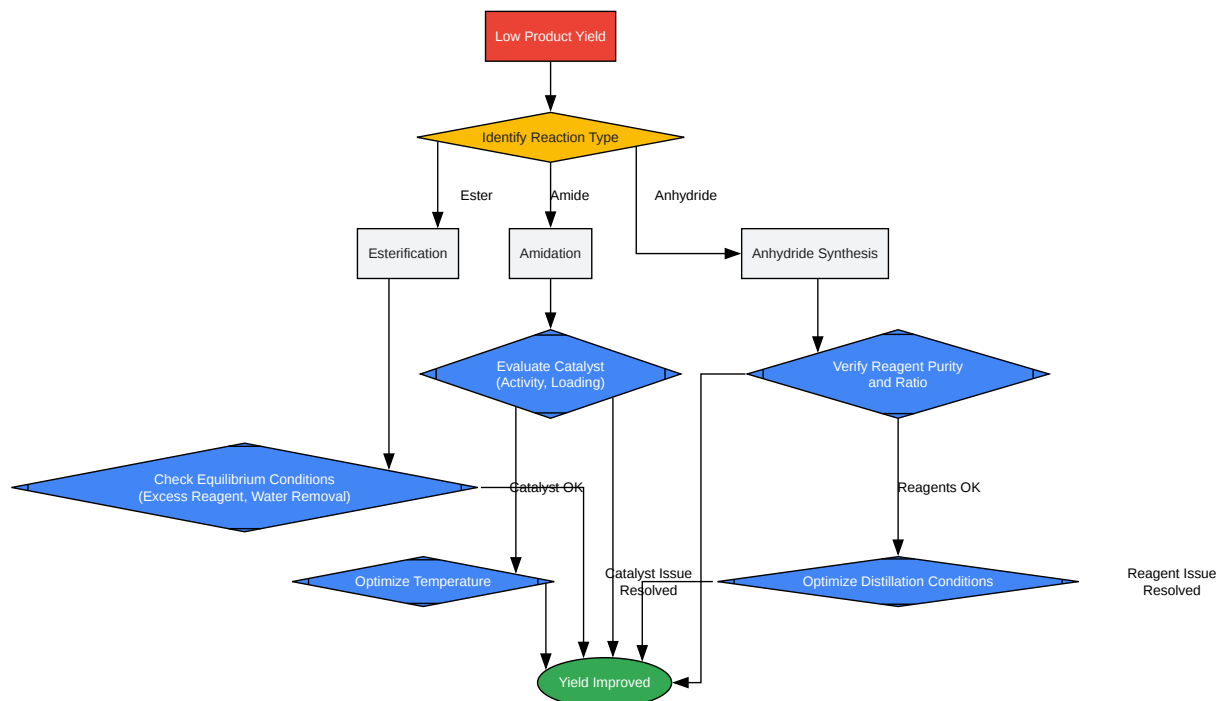 Low Product Yield
Identify Reaction Type
Ester
Amide
Anhydride
Esterification
Amidation
Anhydride Synthesis
Evaluate Catalyst
(Activity, Loading)
Verify Reagent Purity
and Ratio
Check Equilibrium Conditions
(Excess Reagent, Water Removal)
Catalyst OK
Reagents OK
Optimize Temperature
Catalyst Issue
Resolved
Optimize Distillation Conditions
Reagent Issue
Resolved
Yield Improved